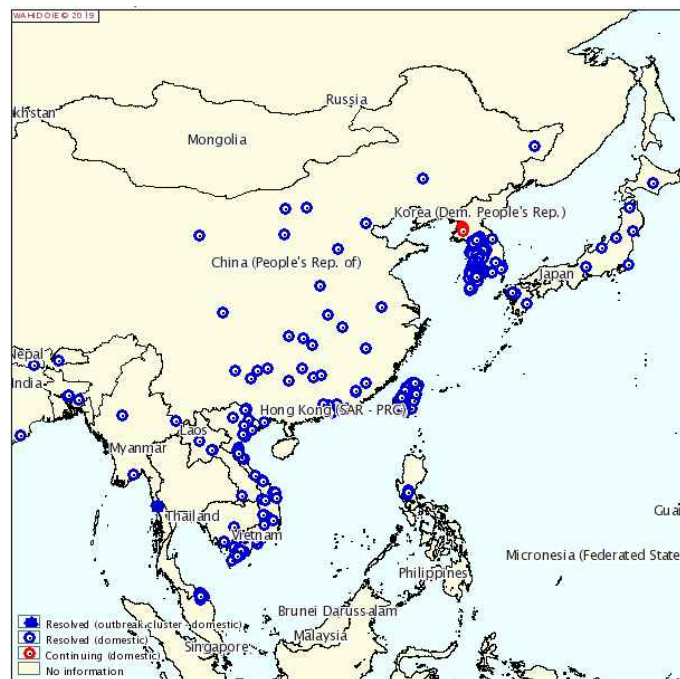 WAHID OIE © 2019
Russia
khstan
Mongolia
Korea (Dem. People's Rep.)
China (People's Rep. of)
Japan
Nepal
India
Hong Kong (SAR - PRC)
Laos
Myanmar
Thailand
Gua
Vietnam
Micronesia (Federated State
Philippines
Brunei Darussalam
Malaysia
Singapore
Resolved (outbreak cluster - domestic)
Resolved (domestic)
Continuing (domestic)
No information